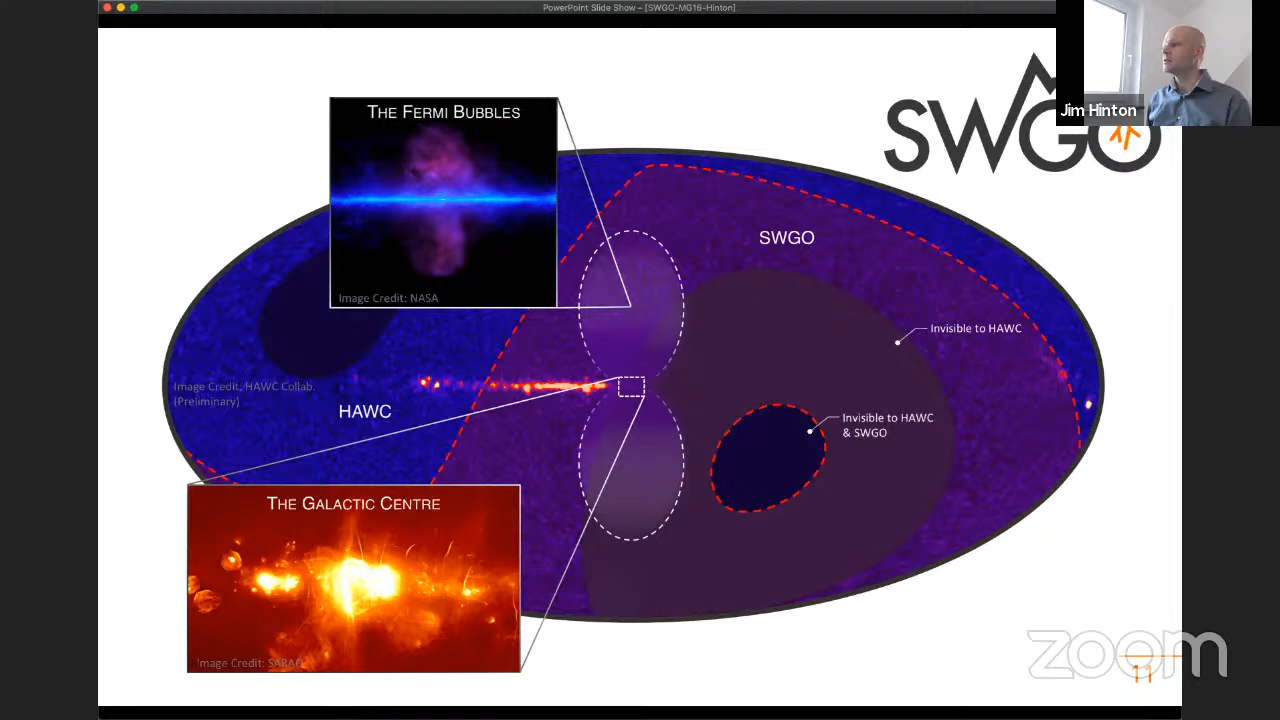 PowerPoint Slide Show – [SWGO-MG16-Hinton]
Jim Hinton
SWGO
THE FERMI BUBBLES
Image Credit: NASA
SWGO
Invisible to HAWC
Image Credit: HAWC Collab.
(Preliminary)
HAWC
Invisible to HAWC
& SWGO
THE GALACTIC CENTRE
Image Credit: SARAO
zoom
11